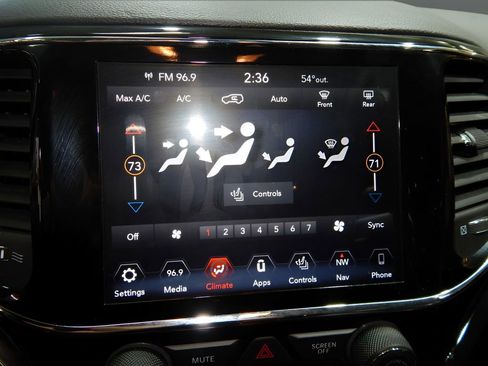 FM 96.9 2:36 54°out.
Max A/C A/C Auto Front Rear
73 71
Controls
Off 1 2 3 4 5 6 7 Sync
96.9 NW
Settings Media Climate Apps Controls Nav Phone
MUTE SCREEN OFF